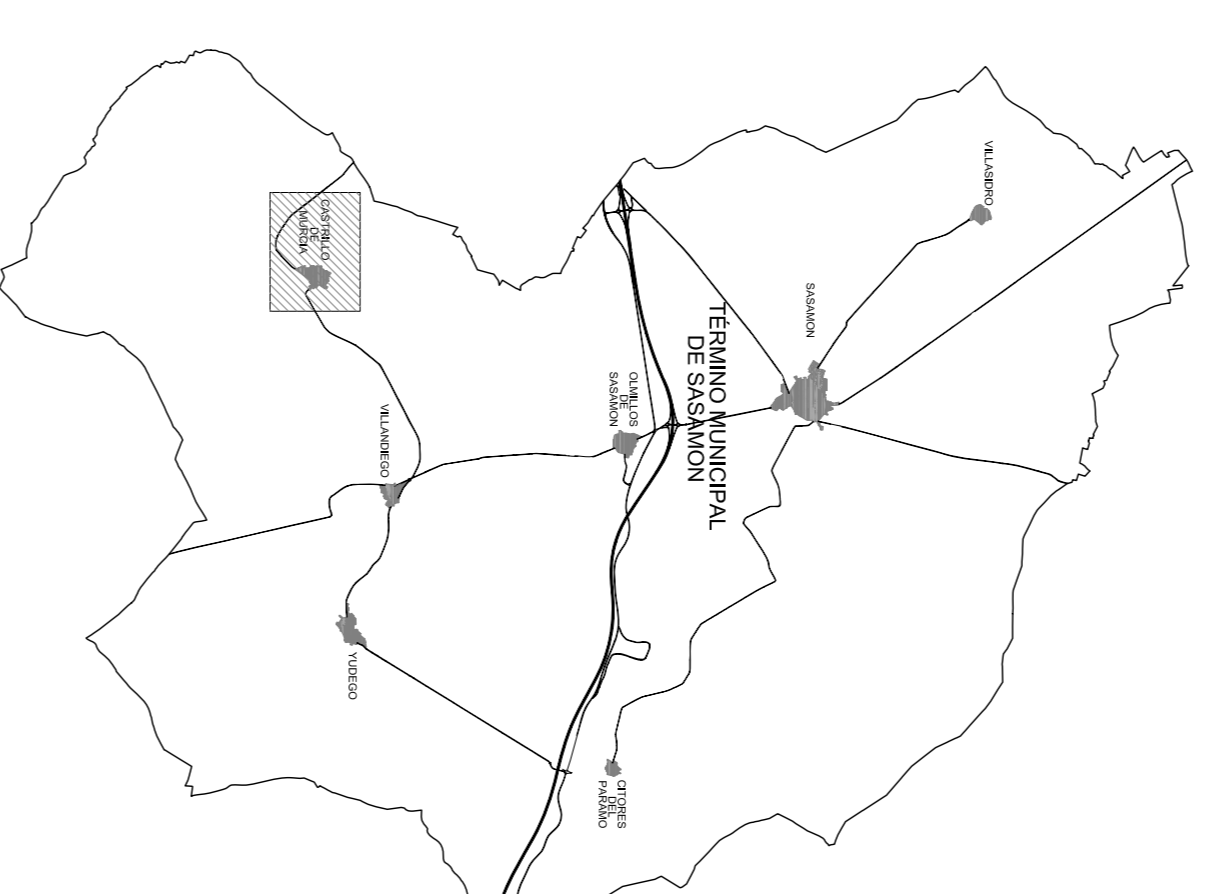 VILLASIDRO
SASAMON
TÉRMINO MUNICIPAL
DE SASAMON
OLMILLOS
DE
SASAMON
CASTRILLO
DE
MURCIA
VILLANDIEGO
YUDEGO
CITORES
DEL
PARAMO